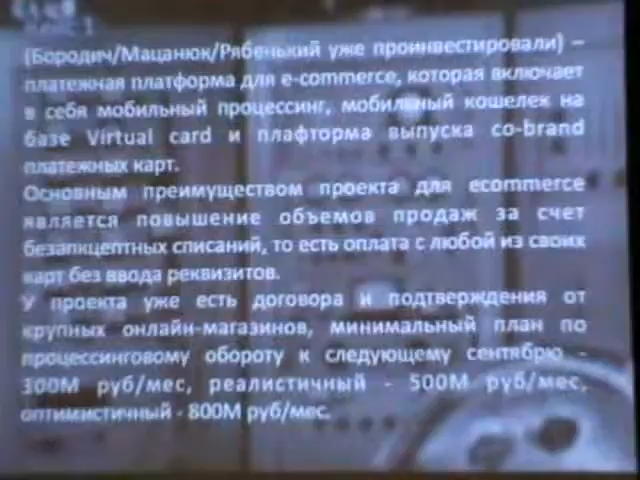 (Бородич/Мацанюк/Рябенький уже проинвестировали) –
платежная платформа для e-commerce, которая включает
в себя мобильный процессинг, мобильный кошелек на
базе Virtual card и плафторма выпуска co-brand
платежных карт.
Основным преимуществом проекта для ecommerce
является повышение объемов продаж за счет
безапкцептных списаний, то есть оплата с любой из своих
карт без ввода реквизитов.
У проекта уже есть договора и подтверждения от
крупных онлайн-магазинов, минимальный план по
процессинговому обороту к следующему сентябрю -
300М руб/мес, реалистичный - 500М руб/мес,
оптимистичный - 800М руб/мес.